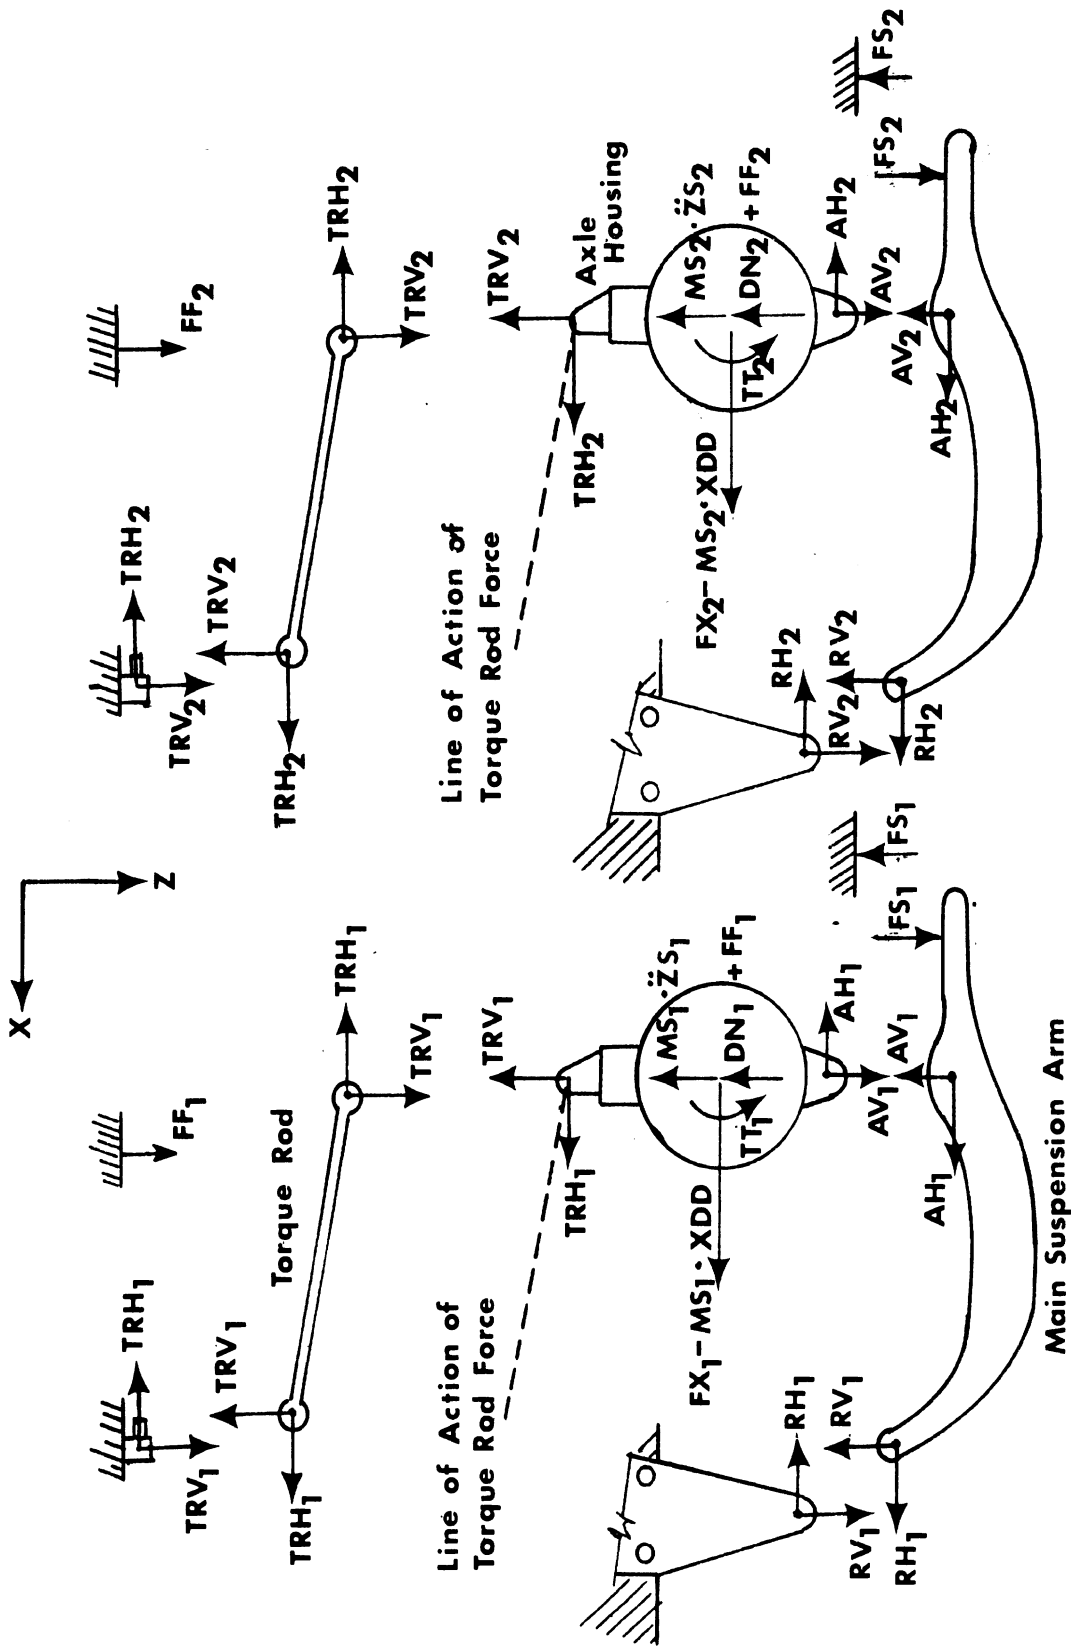 X
Z
TRH1
TRV1
TRV1
TRH1
FF1
Torque Rod
TRH1
TRV1
Line of Action of
Torque Rod Force
TRV1
TRH1
MS1·Z̈S1
DN1+FF1
TT1
FX1-MS1·XDD
AH1
AV1
AV1
AH1
FS1
FS1
RH1
RV1
RV1
RH1
Main Suspension Arm
TRH2
TRV2
TRV2
TRH2
FF2
TRH2
TRV2
Line of Action of
Torque Rod Force
TRV2
TRH2
Axle
Housing
MS2·Z̈S2
DN2+FF2
TT2
FX2-MS2·XDD
AH2
AV2
AV2
AH2
FS2
FS2
RH2
RV2
RV2
RH2